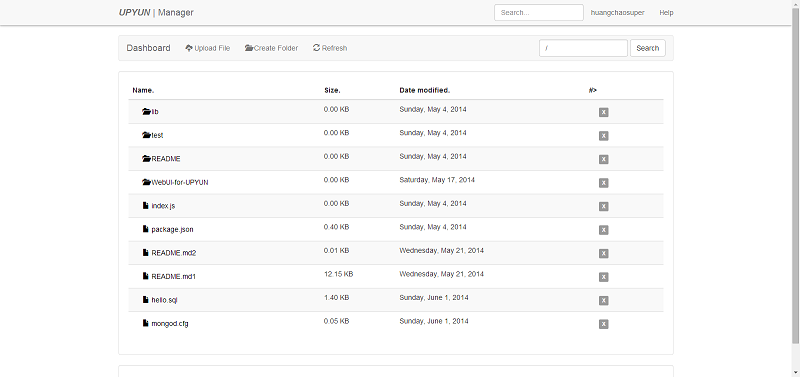 UPYUN | Manager Search... huangchaosuper Help
Dashboard Upload File Create Folder Refresh / Search
Name. Size. Date modified. #>
lib 0.00 KB Sunday, May 4, 2014 X
test 0.00 KB Sunday, May 4, 2014 X
README 0.00 KB Sunday, May 4, 2014 X
WebUI-for-UPYUN 0.00 KB Saturday, May 17, 2014 X
index.js 0.00 KB Sunday, May 4, 2014 X
package.json 0.40 KB Sunday, May 4, 2014 X
README.md2 0.01 KB Wednesday, May 21, 2014 X
README.md1 12.15 KB Wednesday, May 21, 2014 X
hello.sql 1.40 KB Sunday, June 1, 2014 X
mongod.cfg 0.05 KB Sunday, June 1, 2014 X